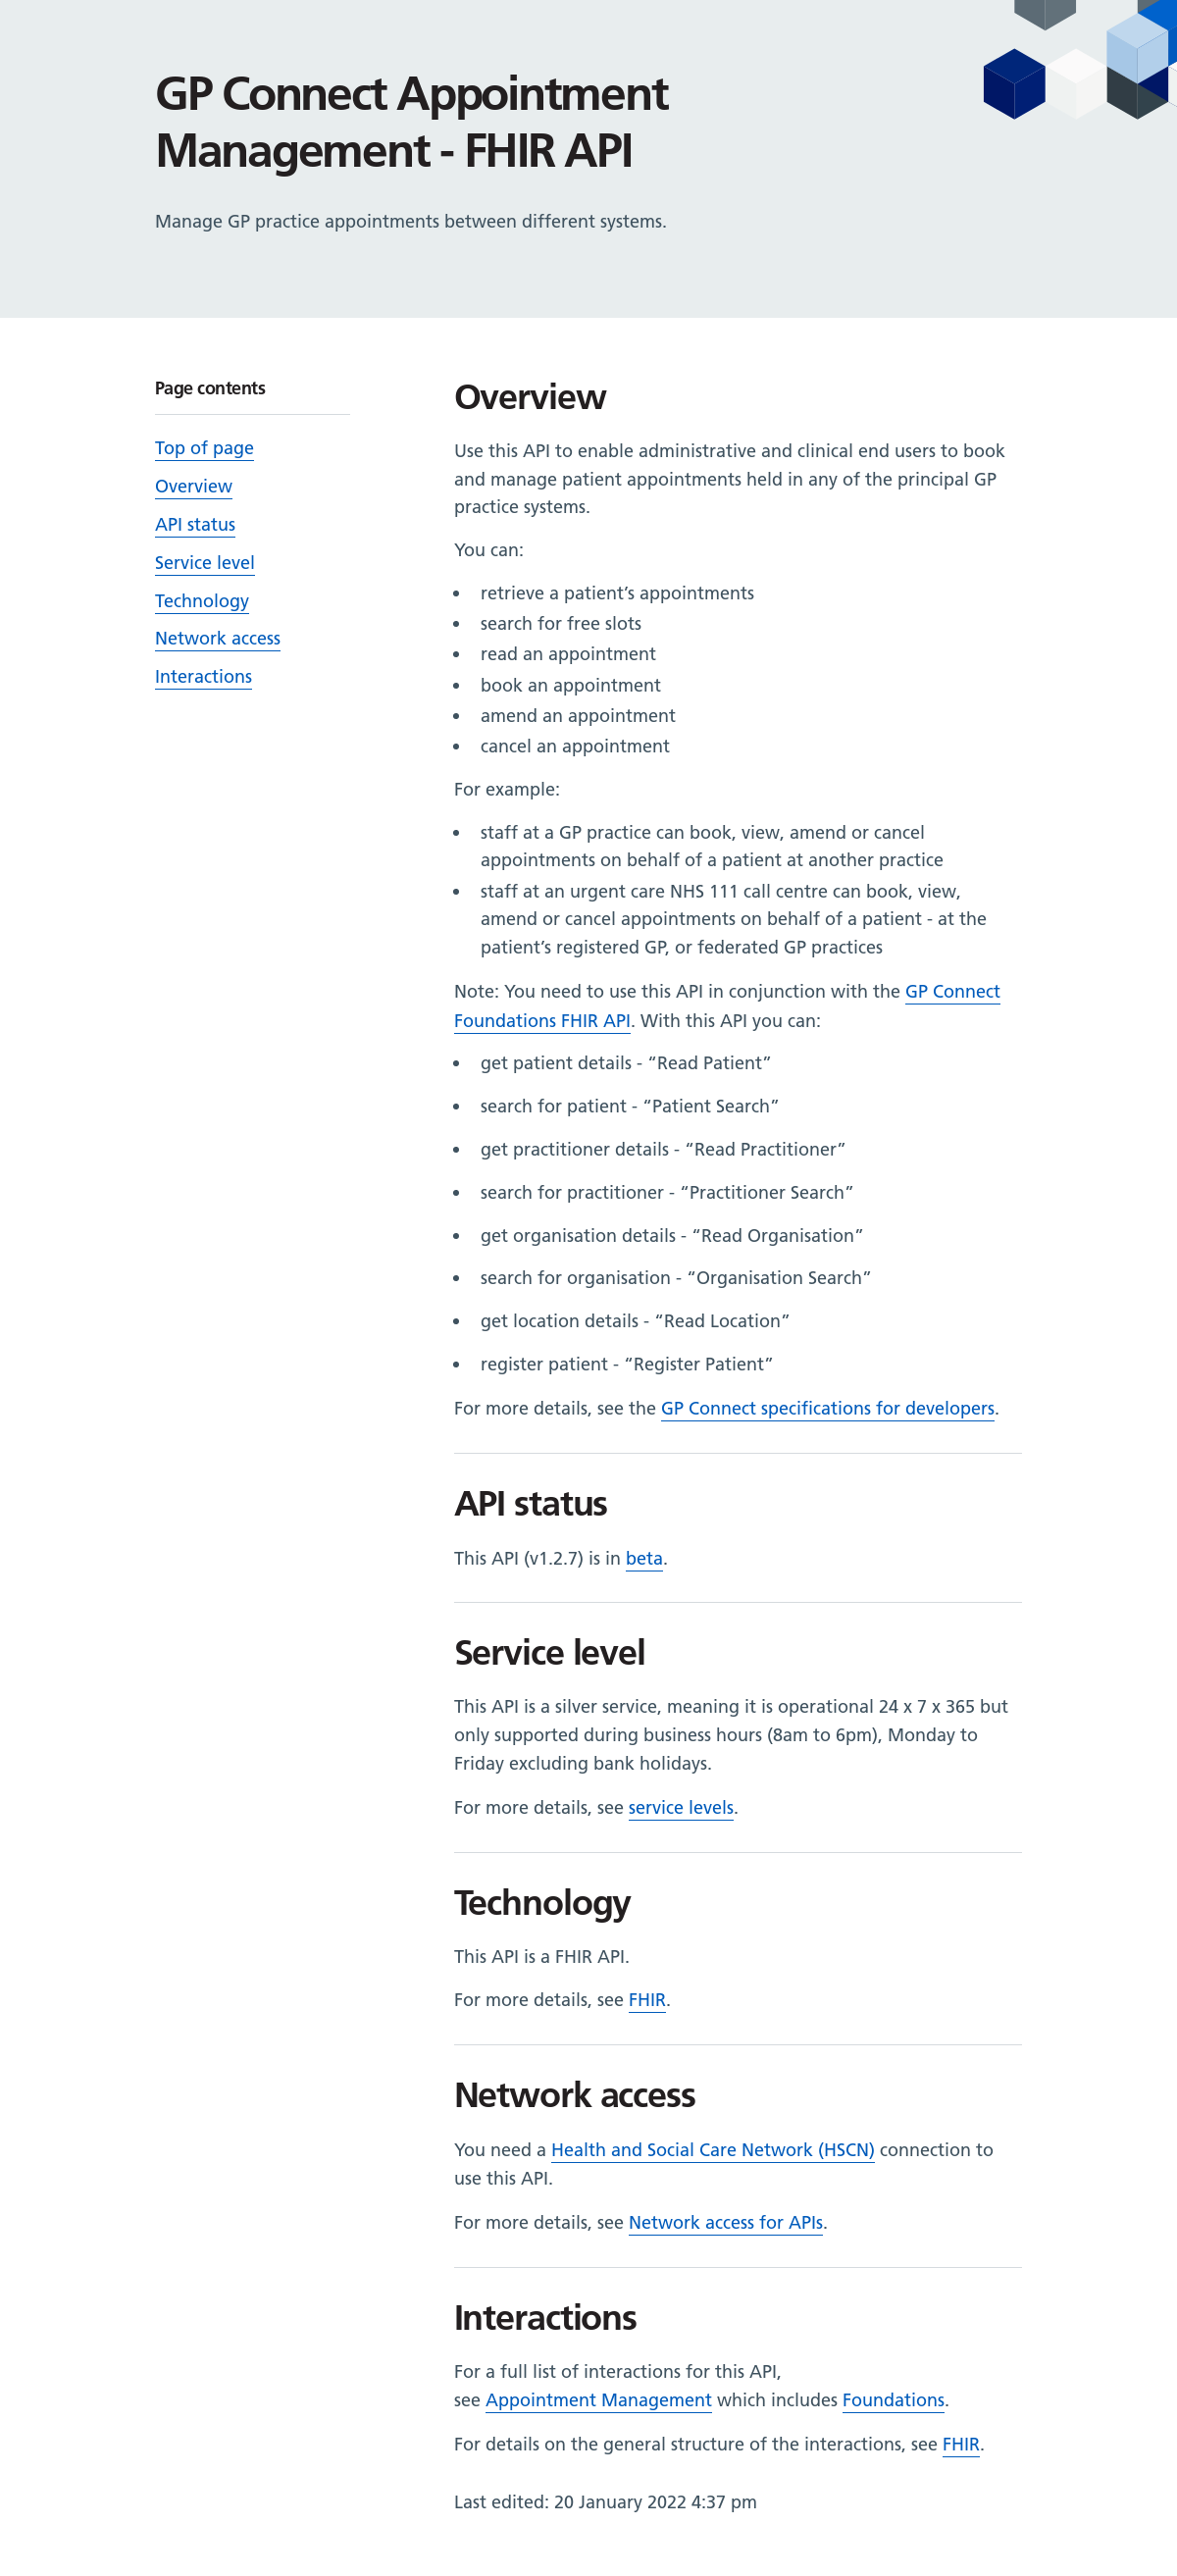 GP Connect Appointment
Management - FHIR API
Manage GP practice appointments between different systems.
Page contents
Top of page
Overview
API status
Service level
Technology
Network access
Interactions
Overview
Use this API to enable administrative and clinical end users to book
and manage patient appointments held in any of the principal GP
practice systems.
You can:
• retrieve a patient’s appointments
• search for free slots
• read an appointment
• book an appointment
• amend an appointment
• cancel an appointment
For example:
• staff at a GP practice can book, view, amend or cancel
appointments on behalf of a patient at another practice
• staff at an urgent care NHS 111 call centre can book, view,
amend or cancel appointments on behalf of a patient - at the
patient’s registered GP, or federated GP practices
Note: You need to use this API in conjunction with the GP Connect
Foundations FHIR API. With this API you can:
• get patient details - “Read Patient”
• search for patient - “Patient Search”
• get practitioner details - “Read Practitioner”
• search for practitioner - “Practitioner Search”
• get organisation details - “Read Organisation”
• search for organisation - “Organisation Search”
• get location details - “Read Location”
• register patient - “Register Patient”
For more details, see the GP Connect specifications for developers.
API status
This API (v1.2.7) is in beta.
Service level
This API is a silver service, meaning it is operational 24 x 7 x 365 but
only supported during business hours (8am to 6pm), Monday to
Friday excluding bank holidays.
For more details, see service levels.
Technology
This API is a FHIR API.
For more details, see FHIR.
Network access
You need a Health and Social Care Network (HSCN) connection to
use this API.
For more details, see Network access for APIs.
Interactions
For a full list of interactions for this API,
see Appointment Management which includes Foundations.
For details on the general structure of the interactions, see FHIR.
Last edited: 20 January 2022 4:37 pm